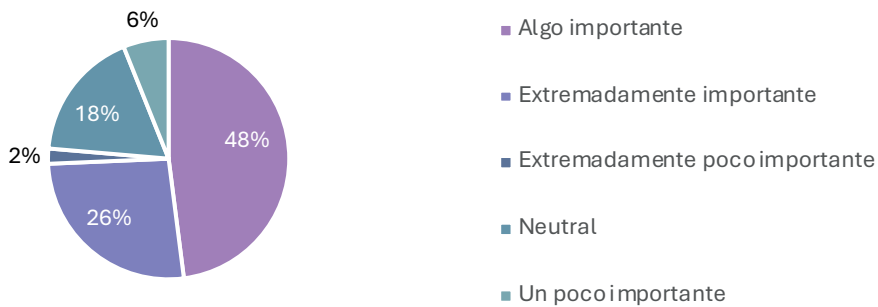 6%
18%
48%
2%
26%
Algo importante
Extremadamente importante
Extremadamente poco importante
Neutral
Un poco importante